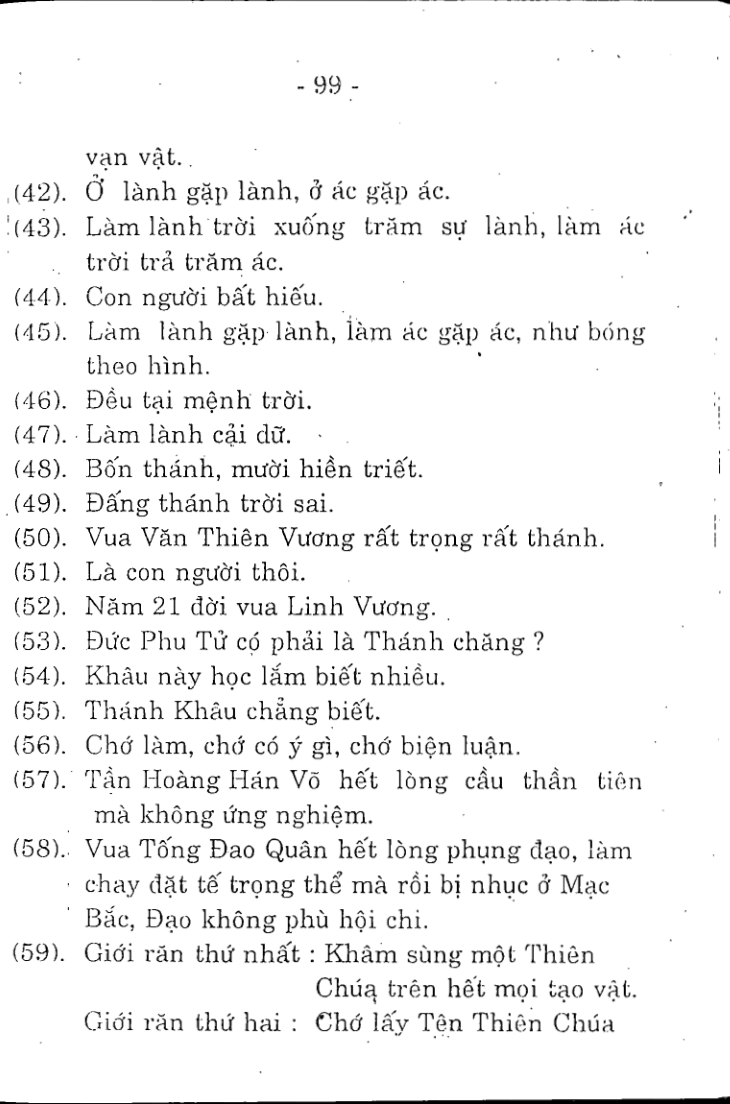 - 99 -
vạn vật.
(42). Ở lành gặp lành, ở ác gặp ác.
(43). Làm lành trời xuống trăm sự lành, làm ác
trời trả trăm ác.
(44). Con người bất hiếu.
(45). Làm lành gặp lành, làm ác gặp ác, như bóng
theo hình.
(46). Đều tại mệnh trời.
(47). Làm lành cải dữ.
(48). Bốn thánh, mười hiền triết.
(49). Đấng thánh trời sai.
(50). Vua Văn Thiên Vương rất trọng rất thánh.
(51). Là con người thôi.
(52). Năm 21 đời vua Linh Vương.
(53). Đức Phu Tử có phải là Thánh chăng ?
(54). Khâu này học lắm biết nhiều.
(55). Thánh Khâu chẳng biết.
(56). Chớ làm, chớ có ý gì, chớ biện luận.
(57). Tần Hoàng Hán Võ hết lòng cầu thần tiên
mà không ứng nghiệm.
(58). Vua Tống Đao Quân hết lòng phụng đạo, làm
chay đặt tế trọng thể mà rồi bị nhục ở Mạc
Bắc, Đạo không phù hội chi.
(59). Giới răn thứ nhất : Khâm sùng một Thiên
Chúa trên hết mọi tạo vật.
Giới răn thứ hai : Chớ lấy Tên Thiên Chúa